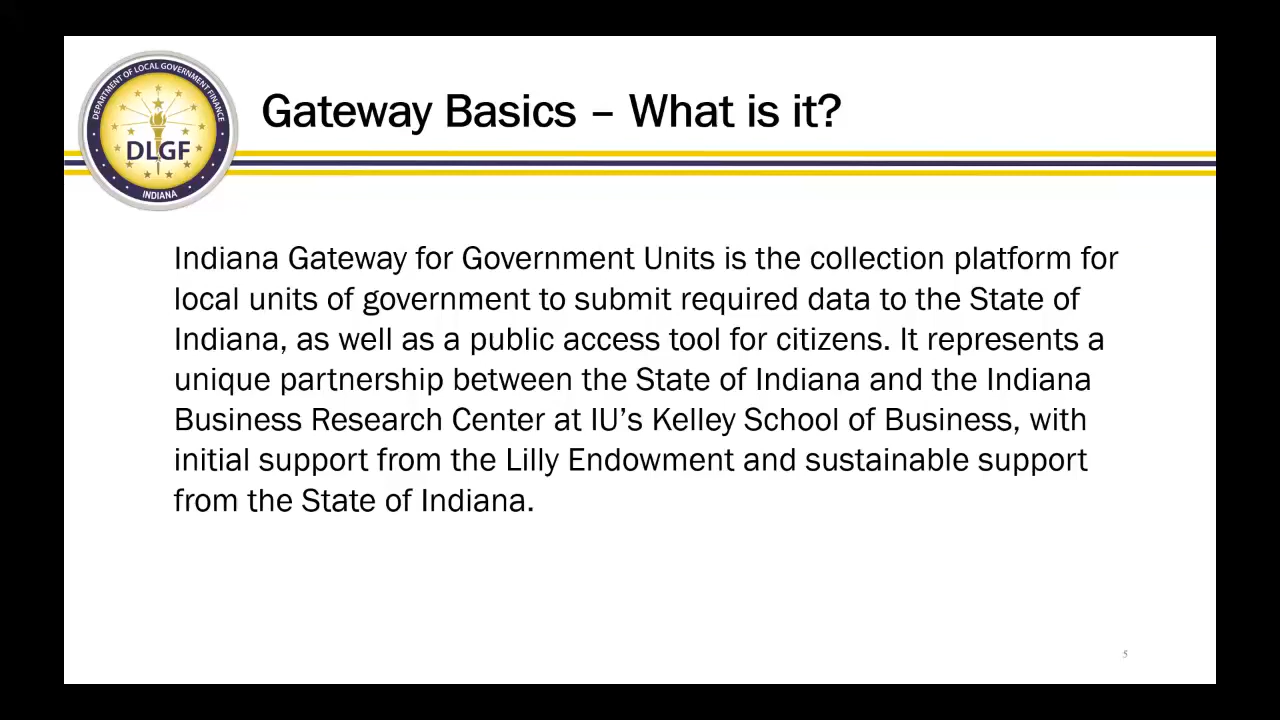 DEPARTMENT OF LOCAL GOVERNMENT FINANCE
DLGF
INDIANA
Gateway Basics – What is it?
Indiana Gateway for Government Units is the collection platform for
local units of government to submit required data to the State of
Indiana, as well as a public access tool for citizens. It represents a
unique partnership between the State of Indiana and the Indiana
Business Research Center at IU’s Kelley School of Business, with
initial support from the Lilly Endowment and sustainable support
from the State of Indiana.
5